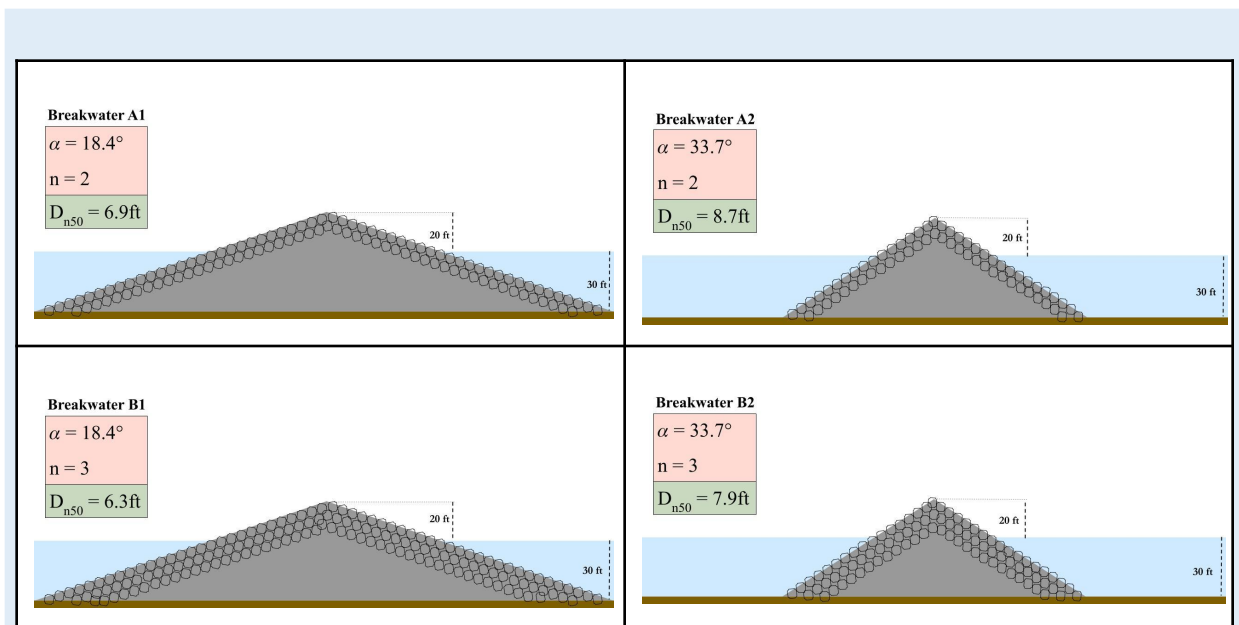 Breakwater A1
α = 18.4°
n = 2
Dn50 = 6.9ft
20 ft
30 ft
Breakwater A2
α = 33.7°
n = 2
Dn50 = 8.7ft
20 ft
30 ft
Breakwater B1
α = 18.4°
n = 3
Dn50 = 6.3ft
20 ft
30 ft
Breakwater B2
α = 33.7°
n = 3
Dn50 = 7.9ft
20 ft
30 ft